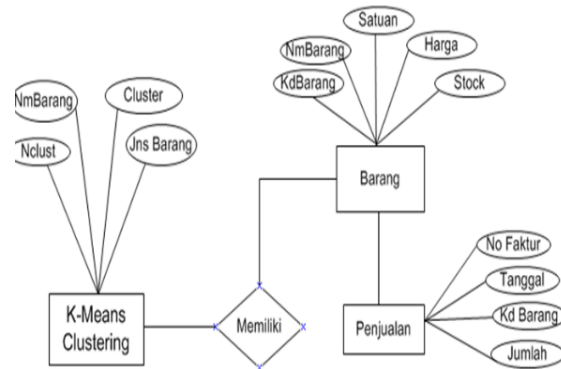 Satuan
NmBarang
Harga
KdBarang
Stock
NmBarang
Cluster
Nclust
Jns Barang
Barang
No Faktur
Tanggal
Kd Barang
Jumlah
K-Means
Clustering
Memiliki
Penjualan